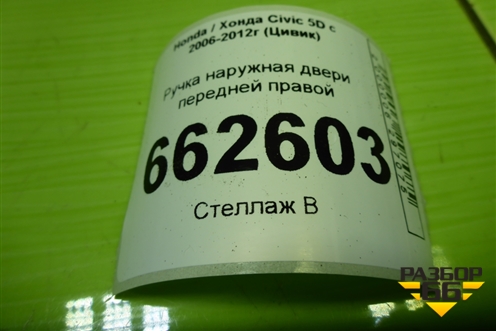 Honda / Хонда Civic 5D с
2006-2012г (Цивик)
Ручка наружная двери
передней правой
662603
Стеллаж В
РАЗБОР
66